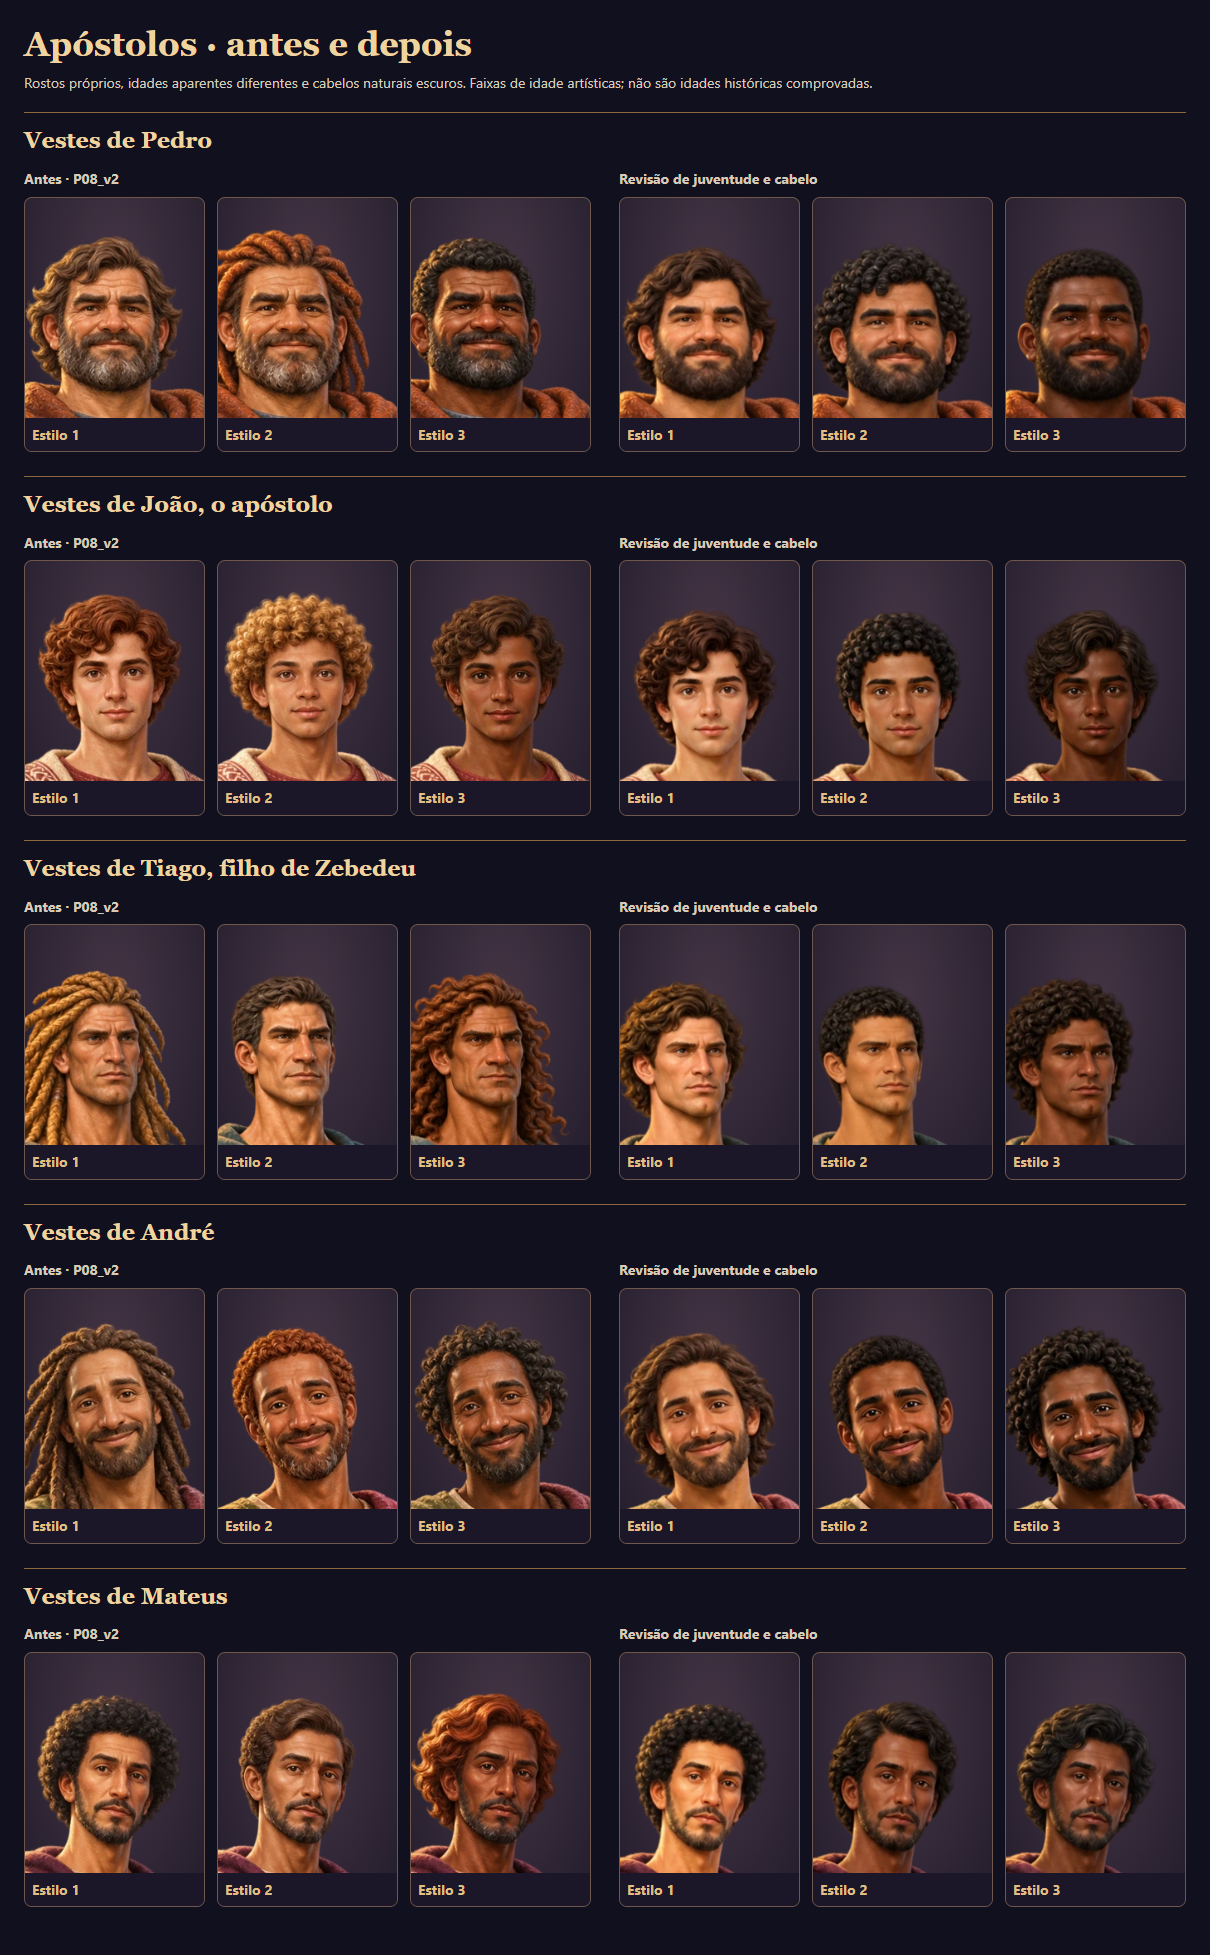 Apóstolos · antes e depois
Rostos próprios, idades aparentes diferentes e cabelos naturais escuros. Faixas de idade artísticas; não são idades históricas comprovadas.
Vestes de Pedro
Antes · P08_v2
Estilo 1
Estilo 2
Estilo 3
Revisão de juventude e cabelo
Estilo 1
Estilo 2
Estilo 3
Vestes de João, o apóstolo
Antes · P08_v2
Estilo 1
Estilo 2
Estilo 3
Revisão de juventude e cabelo
Estilo 1
Estilo 2
Estilo 3
Vestes de Tiago, filho de Zebedeu
Antes · P08_v2
Estilo 1
Estilo 2
Estilo 3
Revisão de juventude e cabelo
Estilo 1
Estilo 2
Estilo 3
Vestes de André
Antes · P08_v2
Estilo 1
Estilo 2
Estilo 3
Revisão de juventude e cabelo
Estilo 1
Estilo 2
Estilo 3
Vestes de Mateus
Antes · P08_v2
Estilo 1
Estilo 2
Estilo 3
Revisão de juventude e cabelo
Estilo 1
Estilo 2
Estilo 3